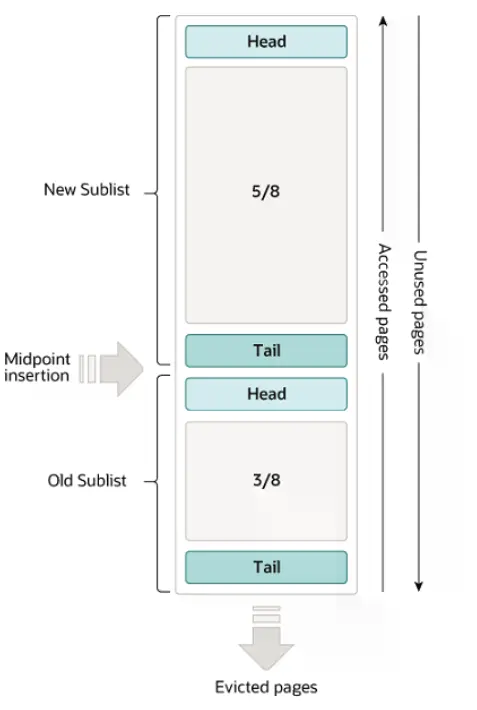 Head
New Sublist
5/8
Accessed pages
Unused pages
Tail
Midpoint
insertion
Head
Old Sublist
3/8
Tail
Evicted pages